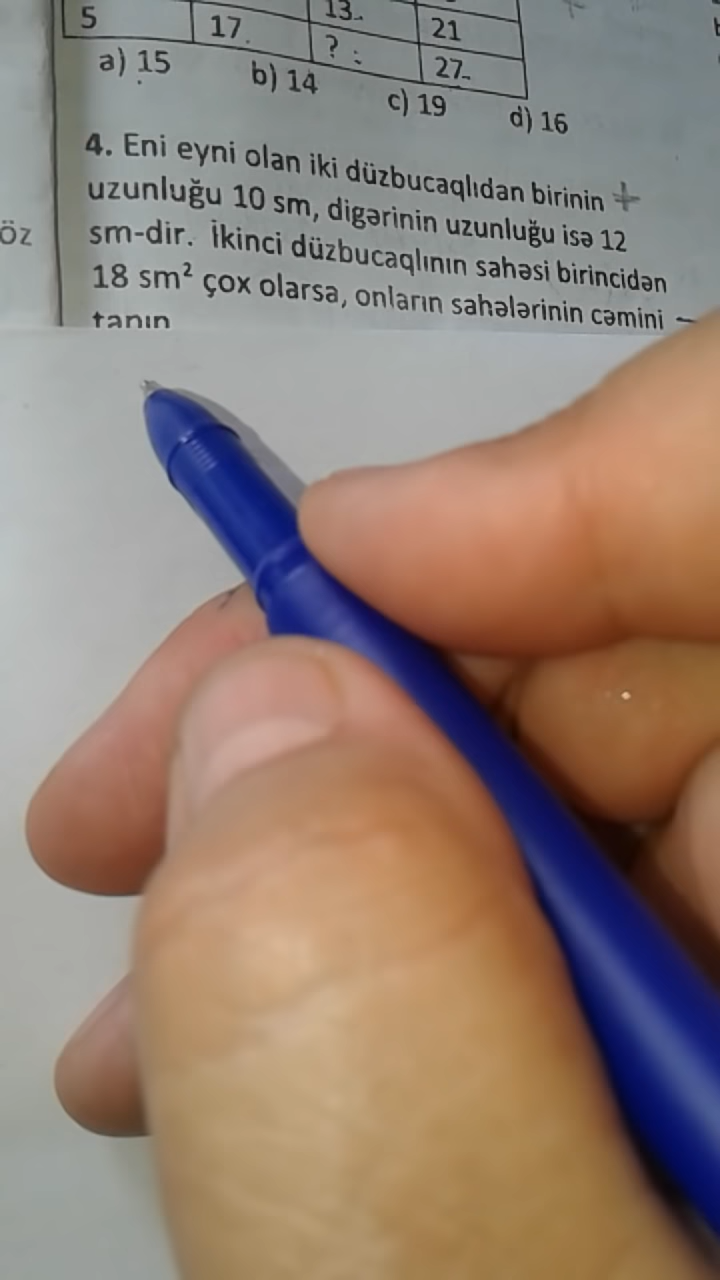 5 17. 13. 21
? : 27
a) 15 b) 14 c) 19 d) 16
4. Eni eyni olan iki düzbucaqlıdan birinin +
uzunluğu 10 sm, digərinin uzunluğu isə 12
öz
sm-dir. İkinci düzbucaqlının sahəsi birincidən
18 sm² çox olarsa, onların sahələrinin cəmini –
tapın